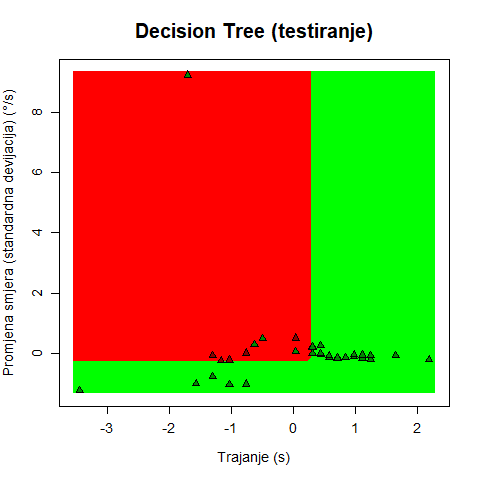 Decision Tree (testiranje)
Promjena smjera (standardna devijacija) (°/s)
8
6
4
2
0
-3 -2 -1 0 1 2
Trajanje (s)